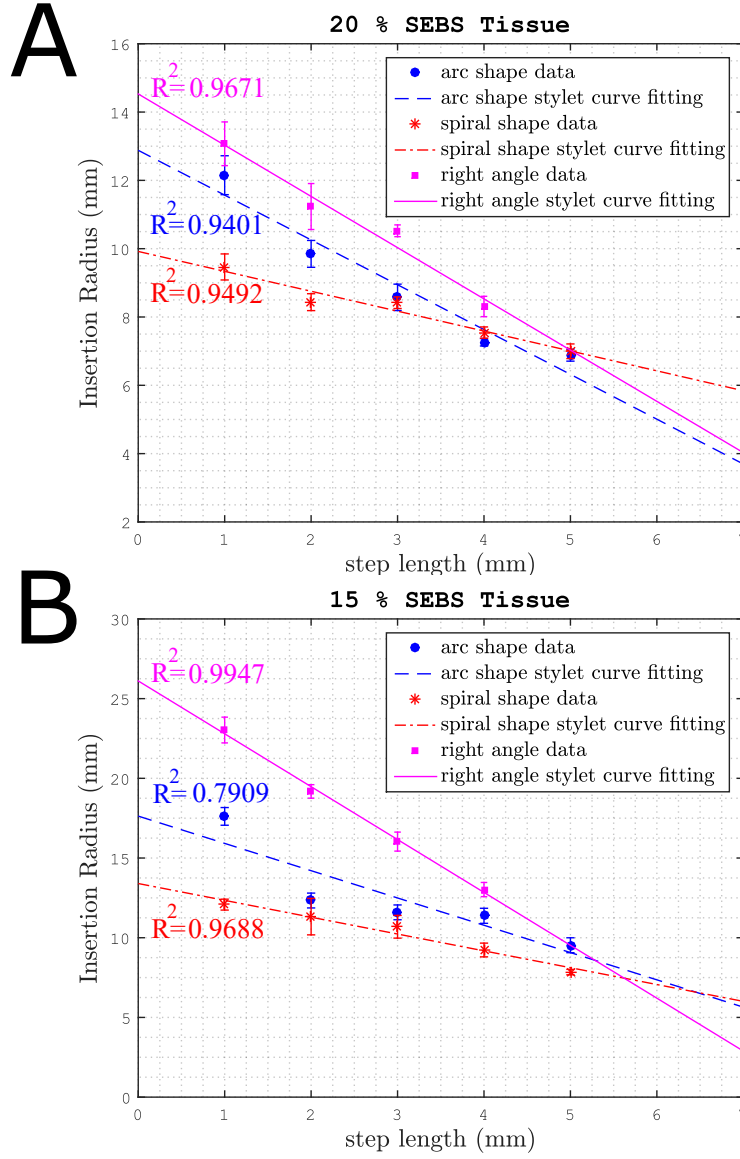 A
20 % SEBS Tissue
Insertion Radius (mm)
16
14
12
10
8
6
4
2
R²=0.9671
R²=0.9401
R²=0.9492
arc shape data
arc shape stylet curve fitting
spiral shape data
spiral shape stylet curve fitting
right angle data
right angle stylet curve fitting
0 1 2 3 4 5 6
step length (mm)
B
15 % SEBS Tissue
Insertion Radius (mm)
30
25
20
15
10
5
0
R²=0.9947
R²=0.7909
R²=0.9688
arc shape data
arc shape stylet curve fitting
spiral shape data
spiral shape stylet curve fitting
right angle data
right angle stylet curve fitting
0 1 2 3 4 5 6
step length (mm)